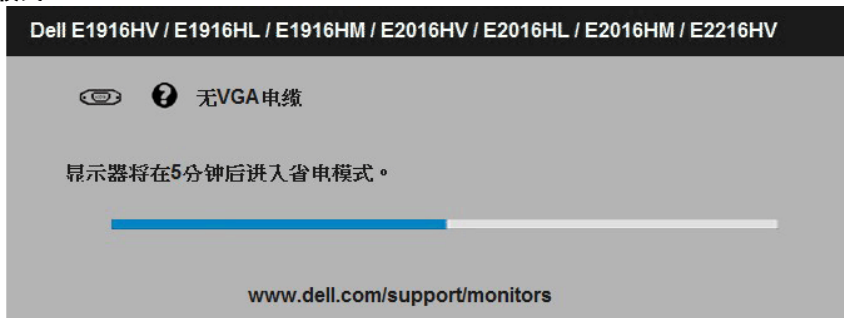 Dell E1916HV / E1916HL / E1916HM / E2016HV / E2016HL / E2016HM / E2216HV
? 无VGA电缆
显示器将在5分钟后进入省电模式。
www.dell.com/support/monitors